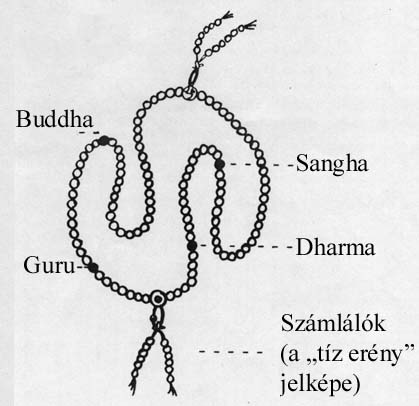 Buddha
Sangha
Dharma
Guru
Számlálók
(a „tíz erény”
jelképe)